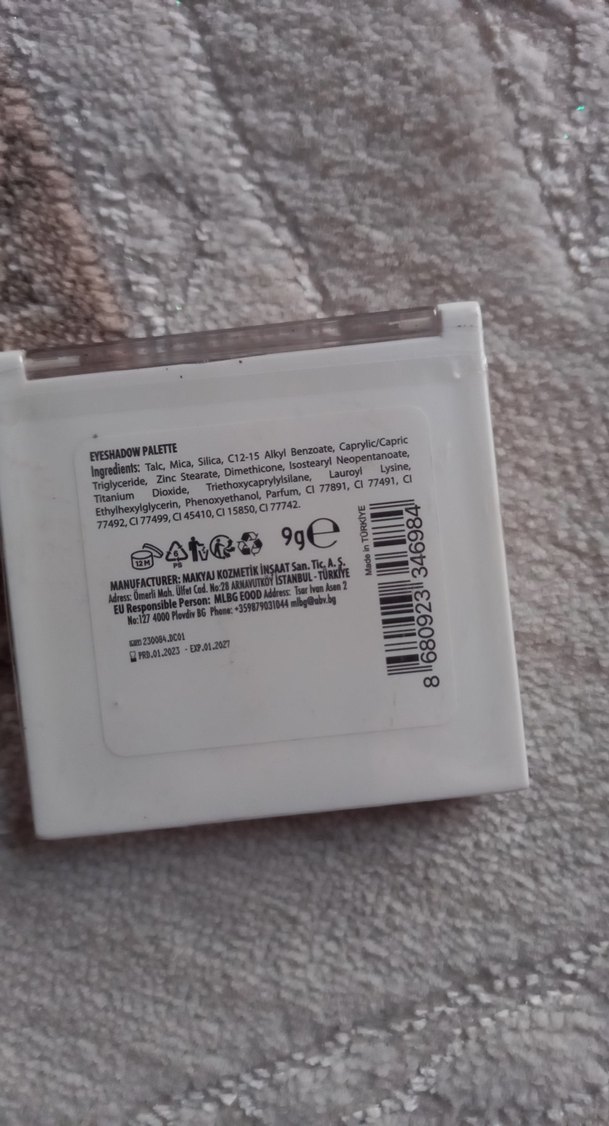 EYESHADOW PALETTE
Ingredients: Talc, Mica, Silica, C12-15 Alkyl Benzoate, Caprylic/Capric
Triglyceride, Zinc Stearate, Dimethicone, Isostearyl Neopentanoate,
Titanium Dioxide, Triethoxycaprylylsilane, Lauroyl Lysine,
Ethylhexylglycerin, Phenoxyethanol, Parfum, CI 77891, CI 77491, CI
77492, CI 77499, CI 45410, CI 15850, CI 77742.
12M
6
PS
9g e
MANUFACTURER: MAKYAJ KOZMETİK İNŞAAT San. Tic. A. Ş.
Adres: Ömerli Mah. Ülfet Cad. No:28 ARNAVUTKÖY İSTANBUL - TÜRKİYE
EU Responsible Person: MLBG EOOD Address: Tsar Ivan Asen 2
No:127 4000 Plovdiv BG Phone: +359879031044 mlbg@abv.bg
230084.DC01
PRD.01.2023 - EXP.01.2027
Made in TÜRKİYE
8 680923 346984